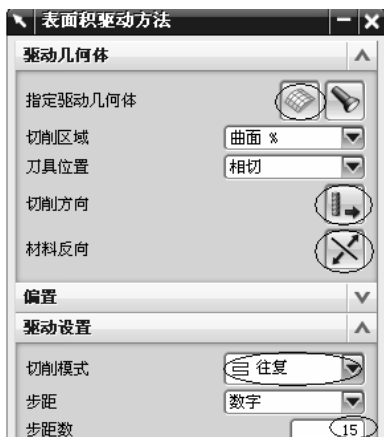 表面积驱动方法
驱动几何体
指定驱动几何体
切削区域 曲面 %
刀具位置 相切
切削方向
材料反向
偏置
驱动设置
切削模式 往复
步距 数字
步距数 15